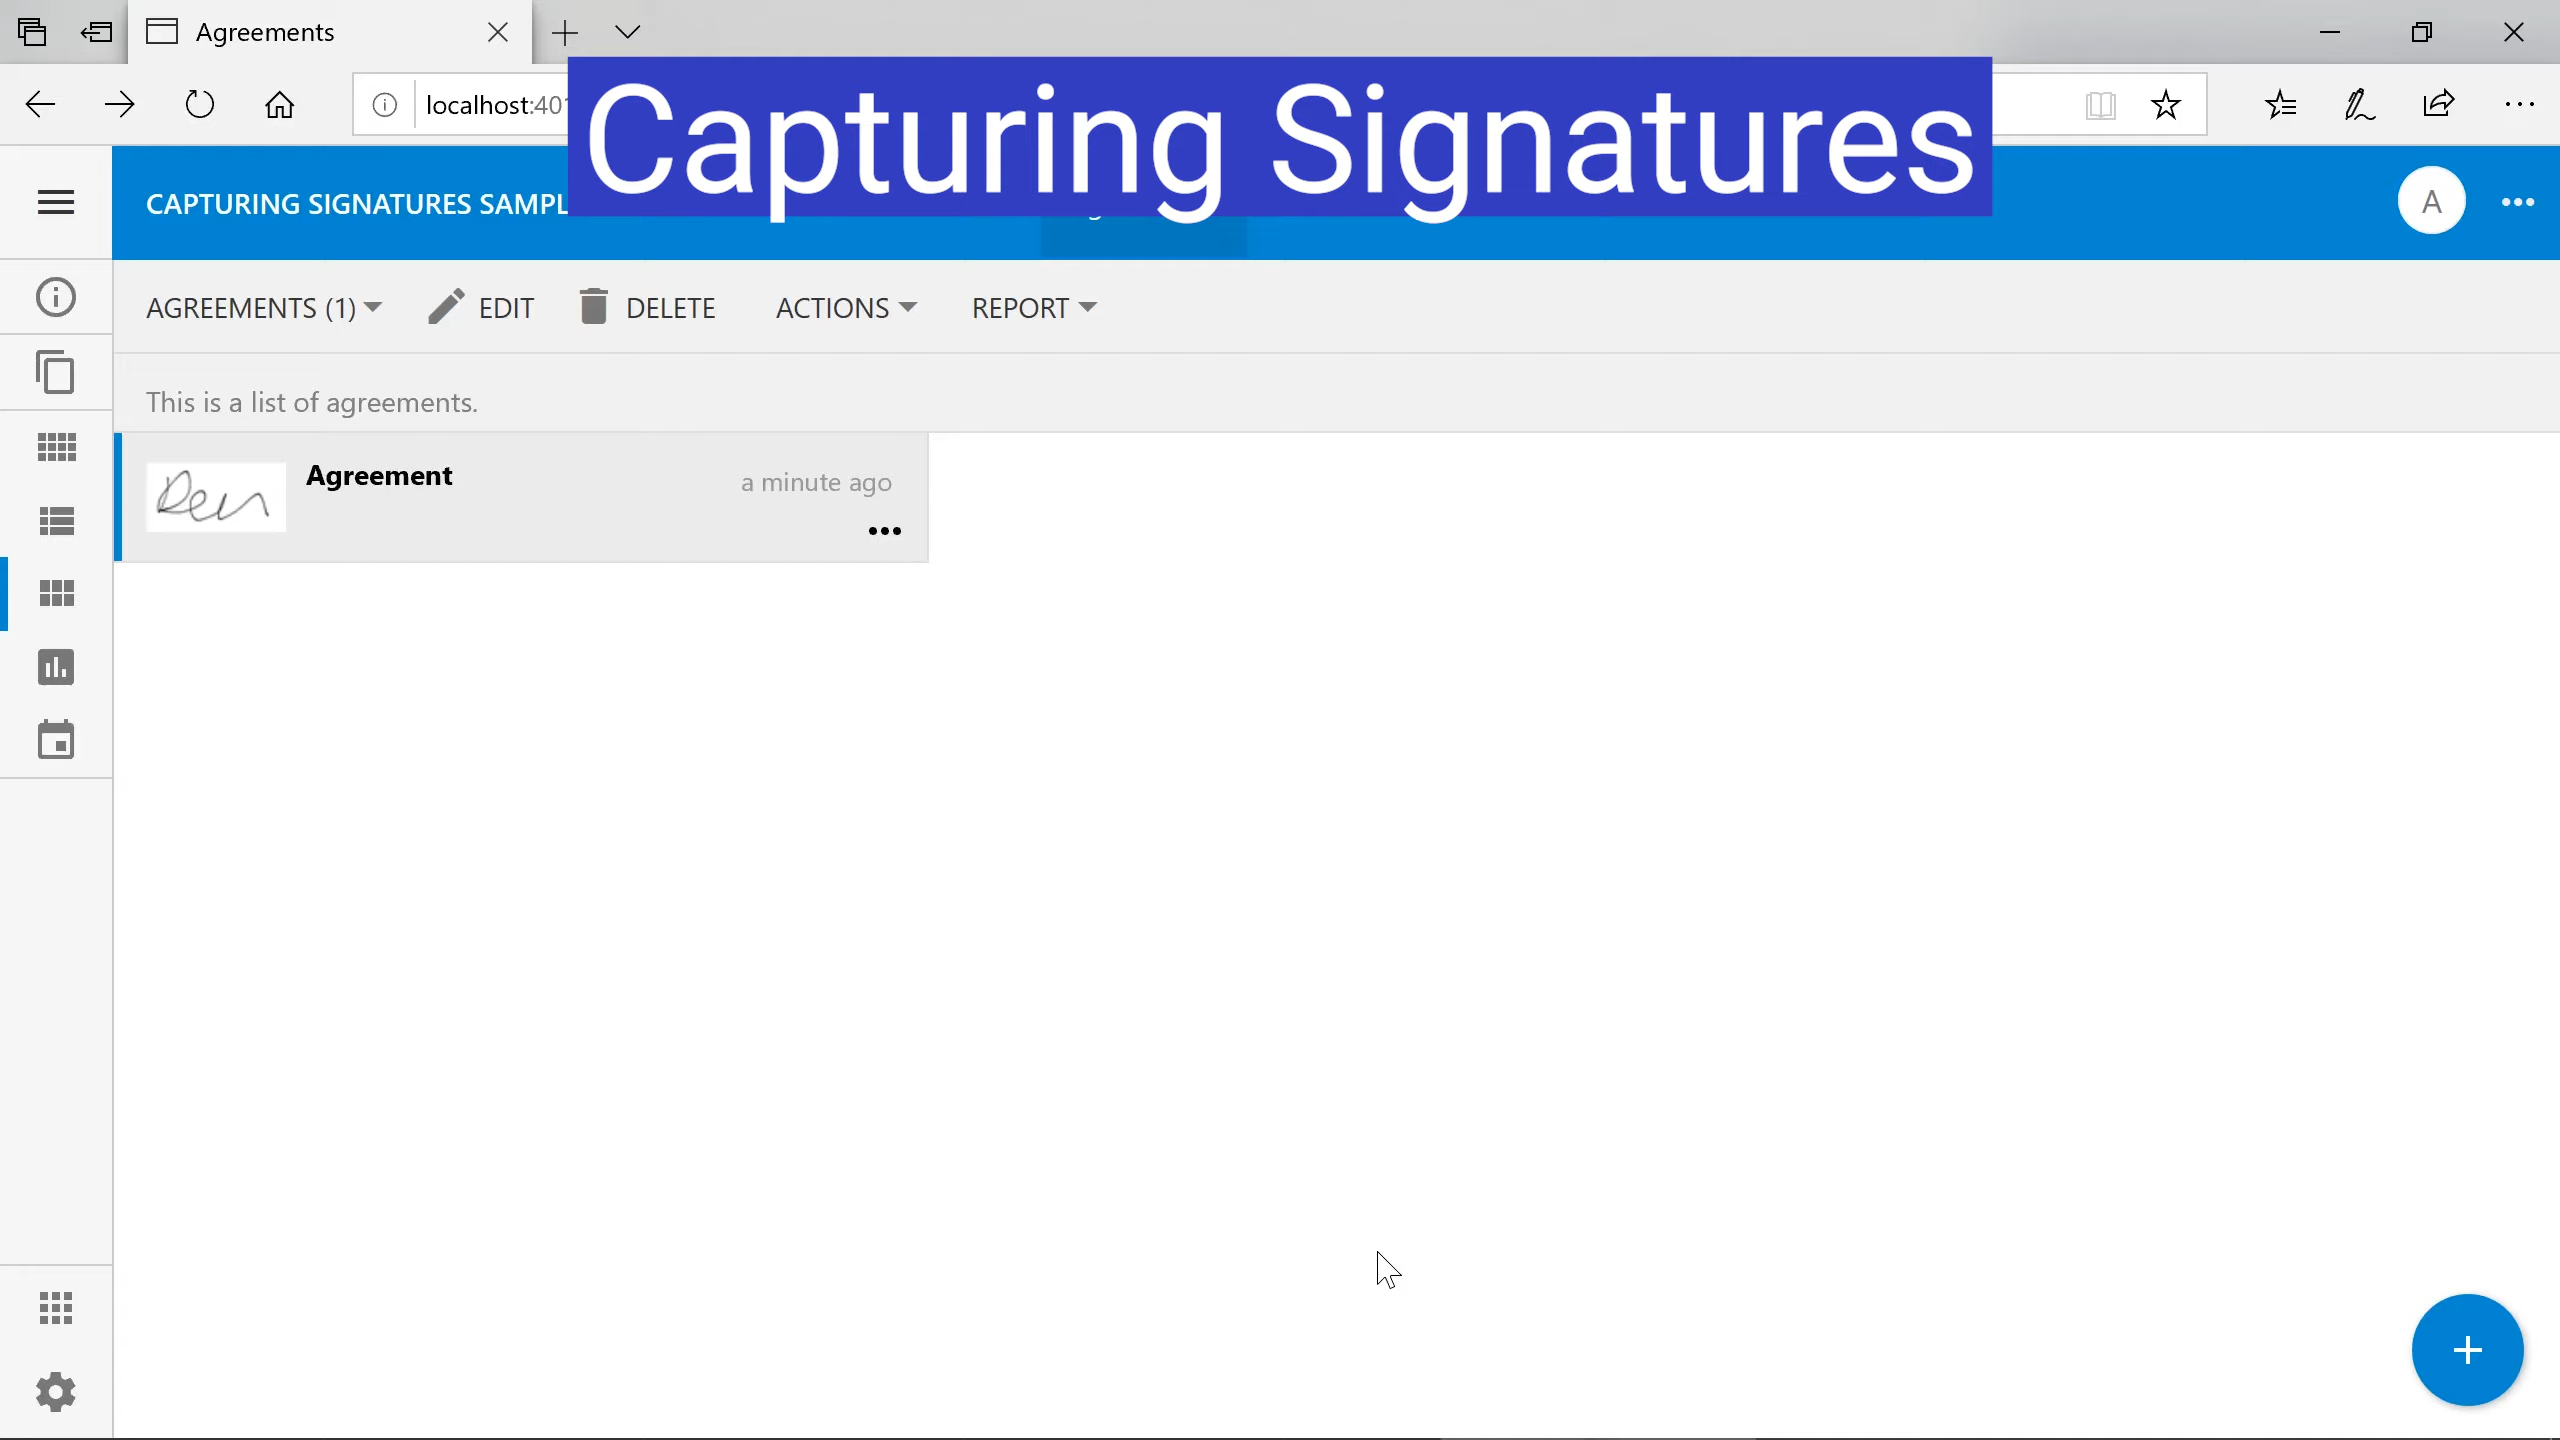 Agreements
localhost:40
Capturing Signatures
CAPTURING SIGNATURES SAMPL
A
AGREEMENTS (1) EDIT DELETE ACTIONS REPORT
This is a list of agreements.
Agreement
a minute ago